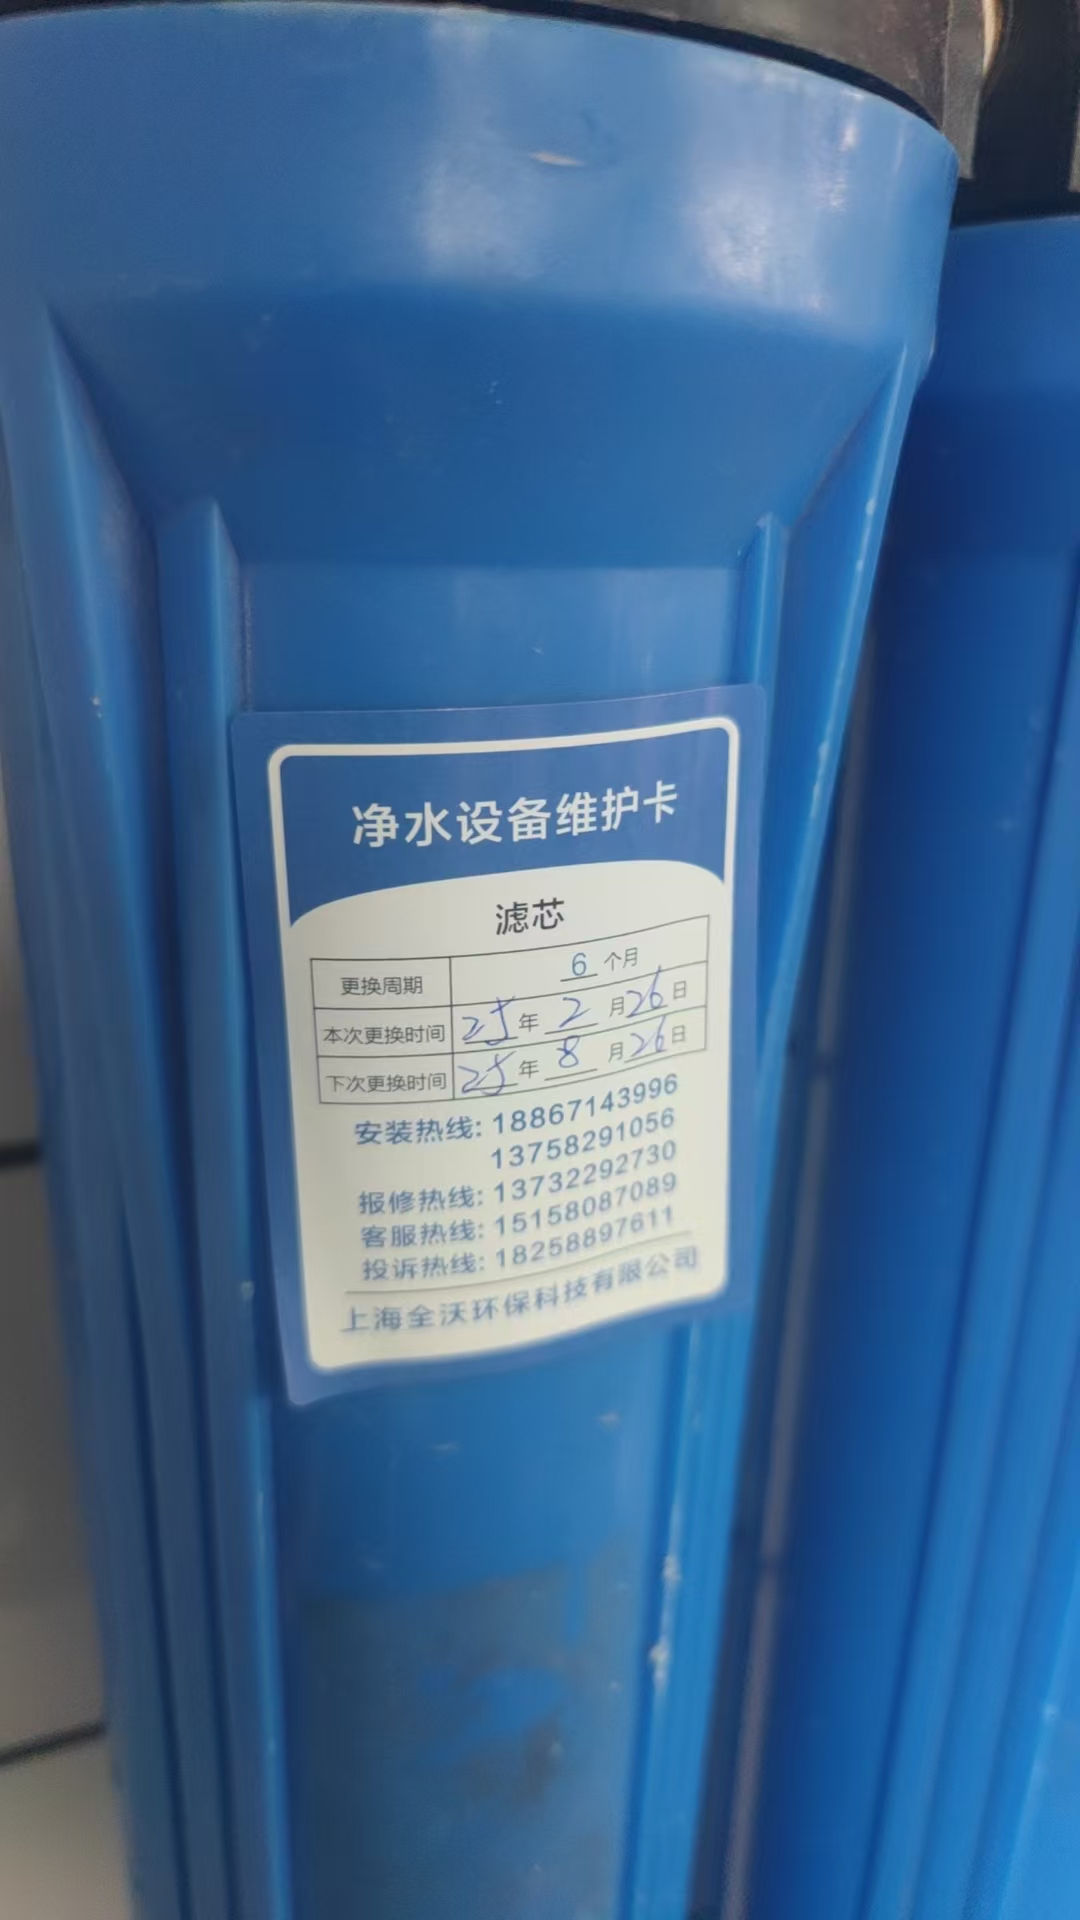 净水设备维护卡
滤芯
更换周期 6 个月
本次更换时间 25 年 2 月 26 日
下次更换时间 25 年 8 月 26 日
安装热线: 18867143996
13758291056
报修热线: 13732292730
客服热线: 15158087089
投诉热线: 18258897611
上海全沃环保科技有限公司